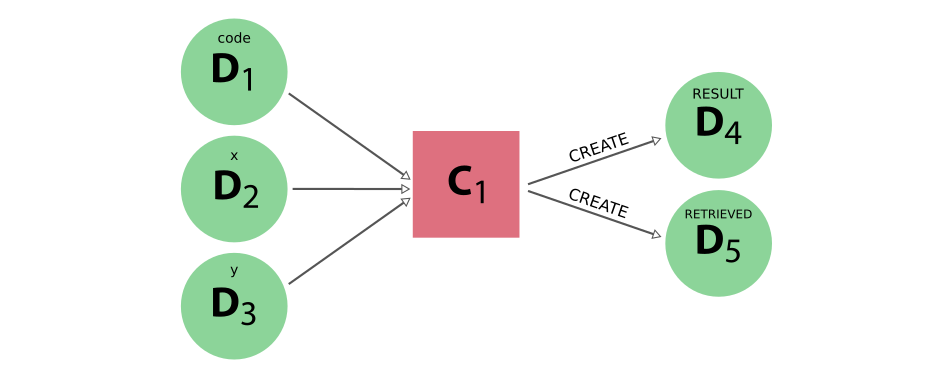 code
D1
x
D2
y
D3
C1
CREATE
CREATE
RESULT
D4
RETRIEVED
D5